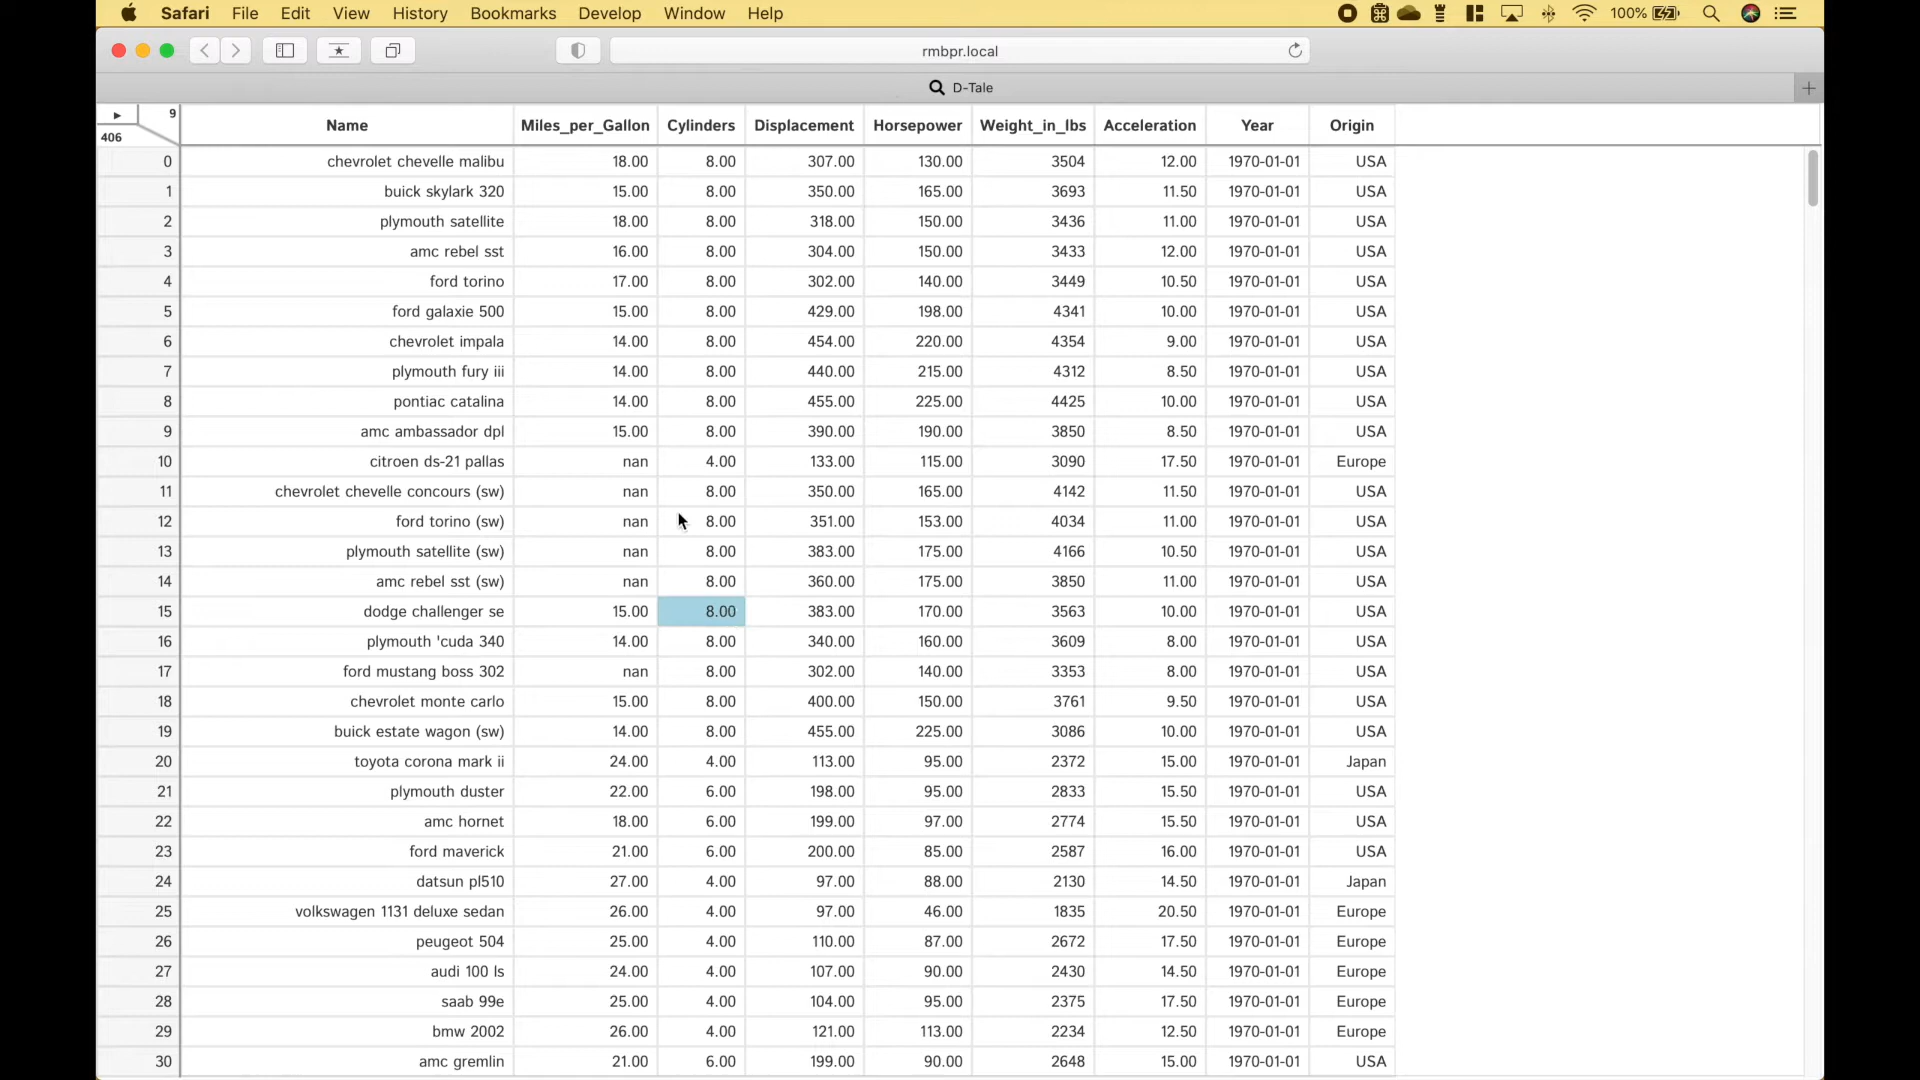 Safari File Edit View History Bookmarks Develop Window Help 100%
rmbpr.local
D-Tale
9
406
Name Miles_per_Gallon Cylinders Displacement Horsepower Weight_in_lbs Acceleration Year Origin
0 chevrolet chevelle malibu 18.00 8.00 307.00 130.00 3504 12.00 1970-01-01 USA
1 buick skylark 320 15.00 8.00 350.00 165.00 3693 11.50 1970-01-01 USA
2 plymouth satellite 18.00 8.00 318.00 150.00 3436 11.00 1970-01-01 USA
3 amc rebel sst 16.00 8.00 304.00 150.00 3433 12.00 1970-01-01 USA
4 ford torino 17.00 8.00 302.00 140.00 3449 10.50 1970-01-01 USA
5 ford galaxie 500 15.00 8.00 429.00 198.00 4341 10.00 1970-01-01 USA
6 chevrolet impala 14.00 8.00 454.00 220.00 4354 9.00 1970-01-01 USA
7 plymouth fury iii 14.00 8.00 440.00 215.00 4312 8.50 1970-01-01 USA
8 pontiac catalina 14.00 8.00 455.00 225.00 4425 10.00 1970-01-01 USA
9 amc ambassador dpl 15.00 8.00 390.00 190.00 3850 8.50 1970-01-01 USA
10 citroen ds-21 pallas nan 4.00 133.00 115.00 3090 17.50 1970-01-01 Europe
11 chevrolet chevelle concours (sw) nan 8.00 350.00 165.00 4142 11.50 1970-01-01 USA
12 ford torino (sw) nan 8.00 351.00 153.00 4034 11.00 1970-01-01 USA
13 plymouth satellite (sw) nan 8.00 383.00 175.00 4166 10.50 1970-01-01 USA
14 amc rebel sst (sw) nan 8.00 360.00 175.00 3850 11.00 1970-01-01 USA
15 dodge challenger se 15.00 8.00 383.00 170.00 3563 10.00 1970-01-01 USA
16 plymouth 'cuda 340 14.00 8.00 340.00 160.00 3609 8.00 1970-01-01 USA
17 ford mustang boss 302 nan 8.00 302.00 140.00 3353 8.00 1970-01-01 USA
18 chevrolet monte carlo 15.00 8.00 400.00 150.00 3761 9.50 1970-01-01 USA
19 buick estate wagon (sw) 14.00 8.00 455.00 225.00 3086 10.00 1970-01-01 USA
20 toyota corona mark ii 24.00 4.00 113.00 95.00 2372 15.00 1970-01-01 Japan
21 plymouth duster 22.00 6.00 198.00 95.00 2833 15.50 1970-01-01 USA
22 amc hornet 18.00 6.00 199.00 97.00 2774 15.50 1970-01-01 USA
23 ford maverick 21.00 6.00 200.00 85.00 2587 16.00 1970-01-01 USA
24 datsun pl510 27.00 4.00 97.00 88.00 2130 14.50 1970-01-01 Japan
25 volkswagen 1131 deluxe sedan 26.00 4.00 97.00 46.00 1835 20.50 1970-01-01 Europe
26 peugeot 504 25.00 4.00 110.00 87.00 2672 17.50 1970-01-01 Europe
27 audi 100 ls 24.00 4.00 107.00 90.00 2430 14.50 1970-01-01 Europe
28 saab 99e 25.00 4.00 104.00 95.00 2375 17.50 1970-01-01 Europe
29 bmw 2002 26.00 4.00 121.00 113.00 2234 12.50 1970-01-01 Europe
30 amc gremlin 21.00 6.00 199.00 90.00 2648 15.00 1970-01-01 USA